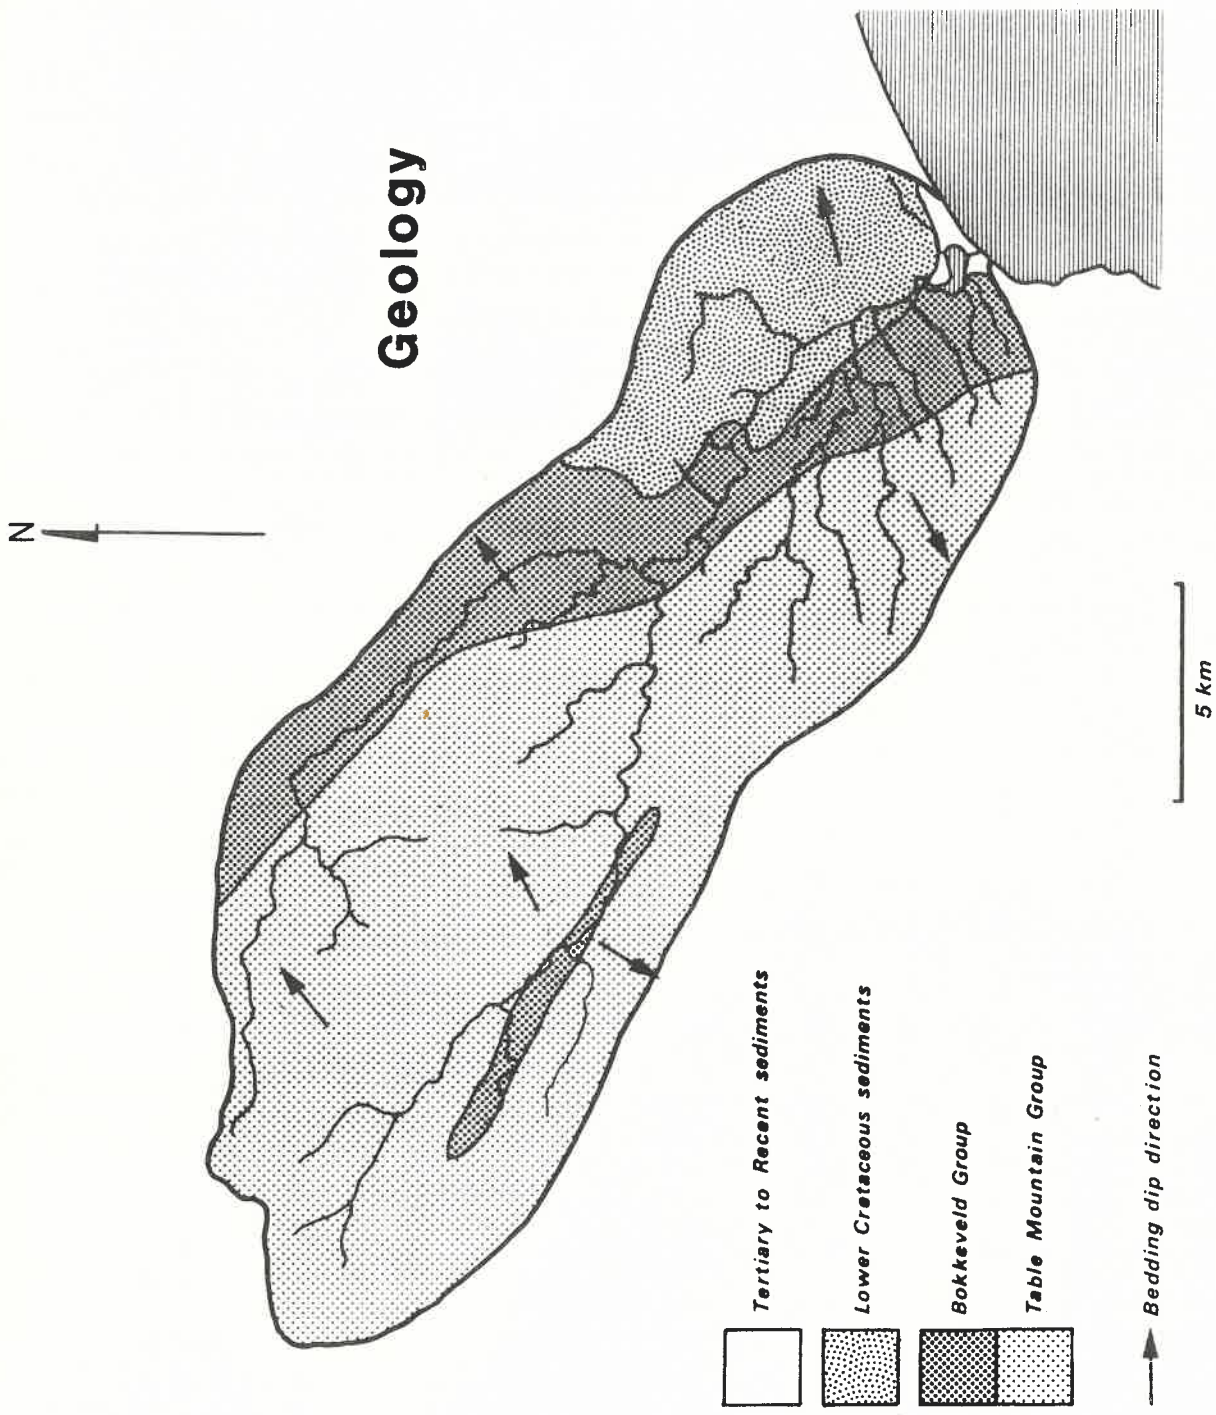 Geology
N
Tertiary to Recent sediments
Lower Cretaceous sediments
Bokkeveld Group
Table Mountain Group
Bedding dip direction
5 km